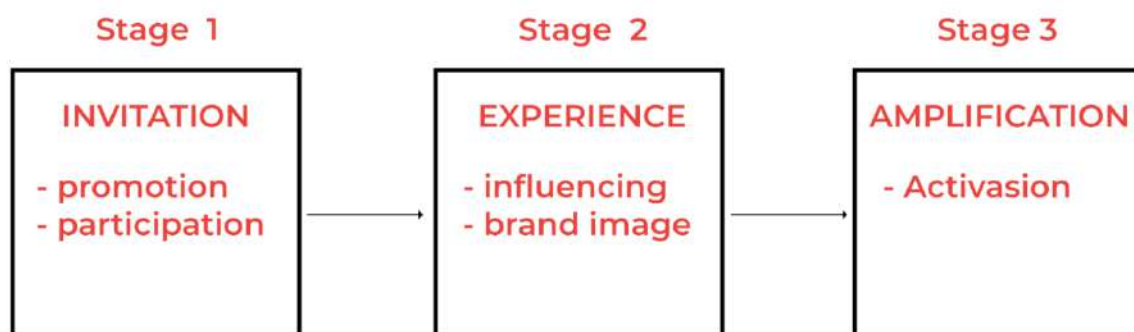 Stage 1
INVITATION
- promotion
- participation
Stage 2
EXPERIENCE
- influencing
- brand image
Stage 3
AMPLIFICATION
- Activasion